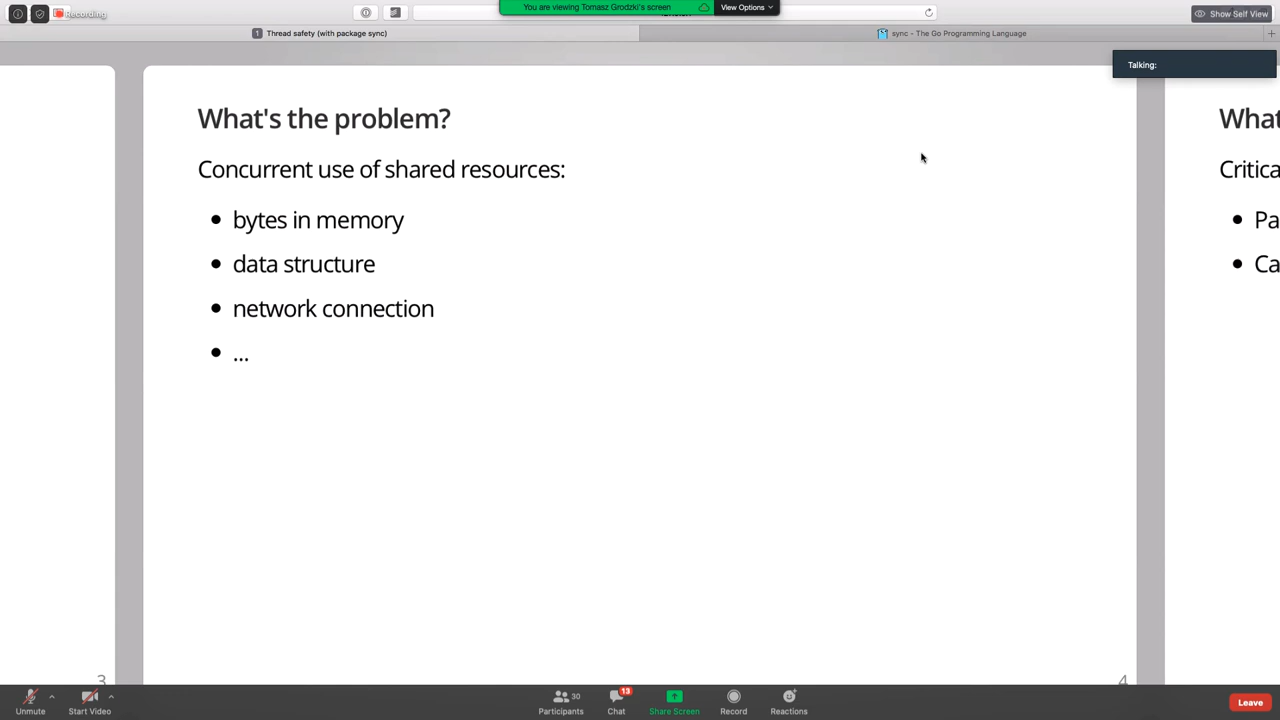 Recording
You are viewing Tomasz Grodzki's screen
View Options
Show Self View
1 Thread safety (with package sync)
sync - The Go Programming Language
Talking:
What's the problem?
Concurrent use of shared resources:
• bytes in memory
• data structure
• network connection
• ...
What
Critica
• Pa
• Ca
3
4
Unmute
Start Video
Participants
30
Chat
13
Share Screen
Record
Reactions
Leave